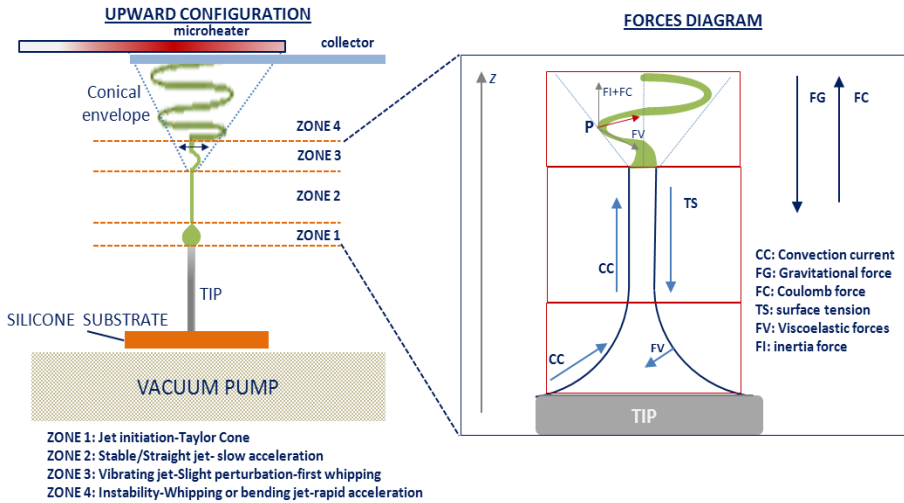 UPWARD CONFIGURATION
microheater
collector
Conical
envelope
ZONE 4
ZONE 3
ZONE 2
ZONE 1
TIP
SILICONE SUBSTRATE
VACUUM PUMP
ZONE 1: Jet initiation-Taylor Cone
ZONE 2: Stable/Straight jet- slow acceleration
ZONE 3: Vibrating jet-Slight perturbation-first whipping
ZONE 4: Instability-Whipping or bending jet-rapid acceleration
FORCES DIAGRAM
Z
FI+FC
P
FV
FG
FC
TS
CC
CC
FV
TIP
CC: Convection current
FG: Gravitational force
FC: Coulomb force
TS: surface tension
FV: Viscoelastic forces
FI: inertia force